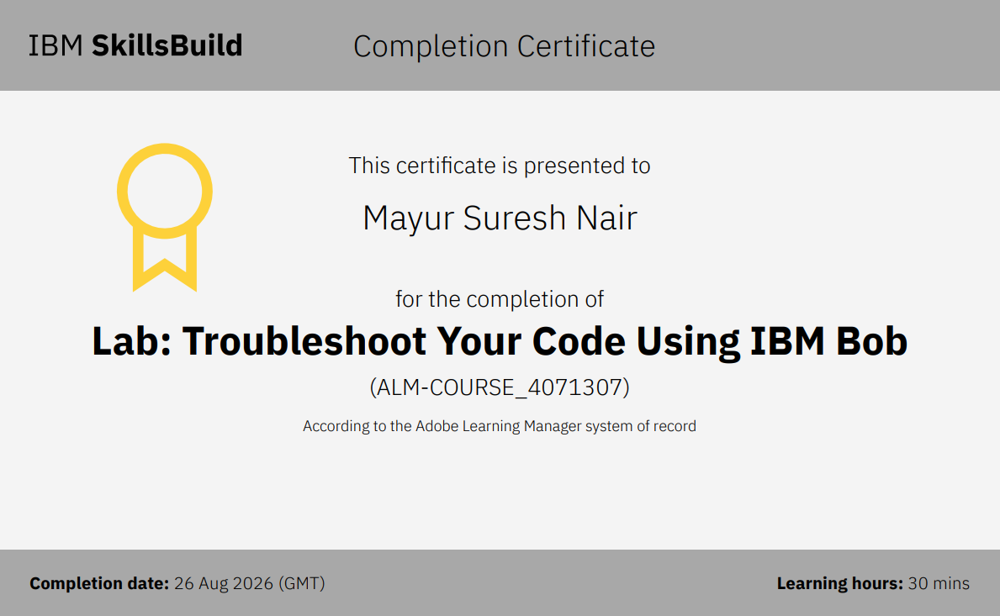 IBM SkillsBuild
Completion Certificate
This certificate is presented to
Mayur Suresh Nair
for the completion of
Lab: Troubleshoot Your Code Using IBM Bob
(ALM-COURSE_4071307)
According to the Adobe Learning Manager system of record
Completion date: 26 Aug 2026 (GMT)
Learning hours: 30 mins